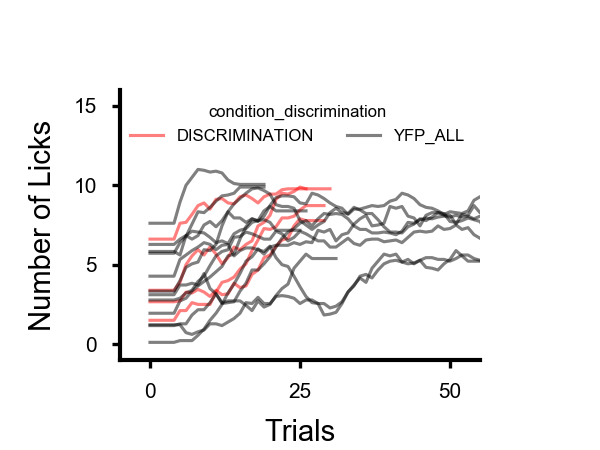 15
condition_discrimination
DISCRIMINATION YFP_ALL
10
5
0
Number of Licks
0 25 50
Trials